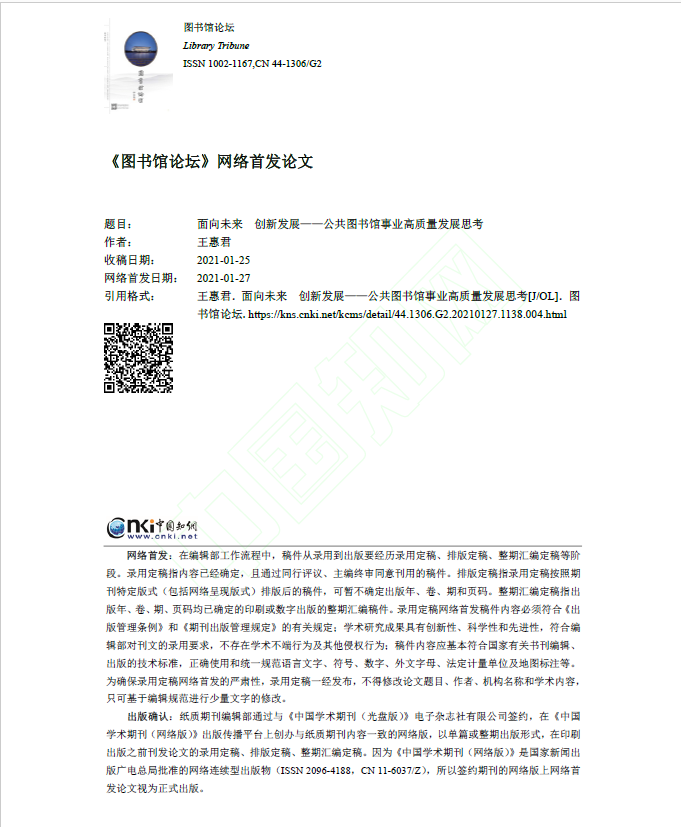 图书馆论坛
Library Tribune
ISSN 1002-1167,CN 44-1306/G2
《图书馆论坛》网络首发论文
题目： 面向未来 创新发展——公共图书馆事业高质量发展思考
作者： 王惠君
收稿日期： 2021-01-25
网络首发日期： 2021-01-27
引用格式： 王惠君．面向未来 创新发展——公共图书馆事业高质量发展思考[J/OL]．图
书馆论坛. https://kns.cnki.net/kcms/detail/44.1306.G2.20210127.1138.004.html
中国知网
cnki 中国知网
www.cnki.net
网络首发：在编辑部工作流程中，稿件从录用到出版要经历录用定稿、排版定稿、整期汇编定稿等阶
段。录用定稿指内容已经确定，且通过同行评议、主编终审同意刊用的稿件。排版定稿指录用定稿按照期
刊特定版式（包括网络呈现版式）排版后的稿件，可暂不确定出版年、卷、期和页码。整期汇编定稿指出
版年、卷、期、页码均已确定的印刷或数字出版的整期汇编稿件。录用定稿网络首发稿件内容必须符合《出
版管理条例》和《期刊出版管理规定》的有关规定；学术研究成果具有创新性、科学性和先进性，符合编
辑部对刊文的录用要求，不存在学术不端行为及其他侵权行为；稿件内容应基本符合国家有关书刊编辑、
出版的技术标准，正确使用和统一规范语言文字、符号、数字、外文字母、法定计量单位及地图标注等。
为确保录用定稿网络首发的严肃性，录用定稿一经发布，不得修改论文题目、作者、机构名称和学术内容，
只可基于编辑规范进行少量文字的修改。
出版确认：纸质期刊编辑部通过与《中国学术期刊（光盘版）》电子杂志社有限公司签约，在《中国
学术期刊（网络版）》出版传播平台上创办与纸质期刊内容一致的网络版，以单篇或整期出版形式，在印刷
出版之前刊发论文的录用定稿、排版定稿、整期汇编定稿。因为《中国学术期刊（网络版）》是国家新闻出
版广电总局批准的网络连续型出版物（ISSN 2096-4188，CN 11-6037/Z），所以签约期刊的网络版上网络首
发论文视为正式出版。